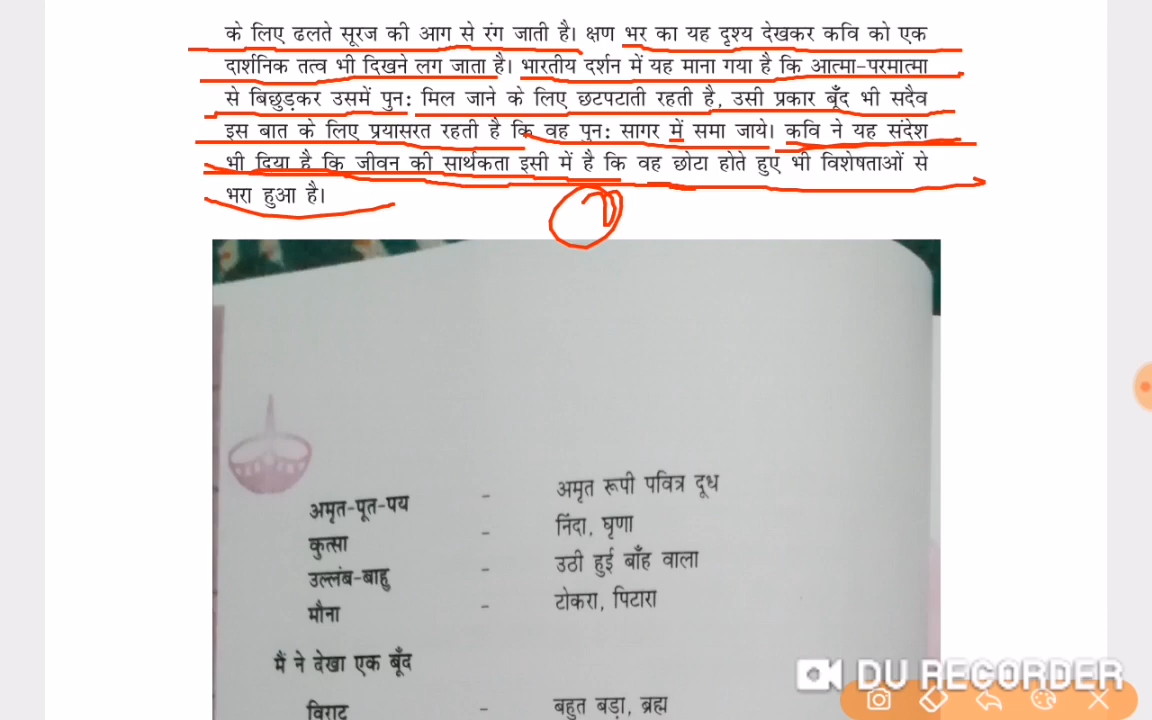 के लिए ढलते सूरज की आग से रंग जाती है। क्षण भर का यह दृश्य देखकर कवि को एक
दार्शनिक तत्व भी दिखने लग जाता है। भारतीय दर्शन में यह माना गया है कि आत्मा-परमात्मा
से बिछुड़कर उसमें पुन: मिल जाने के लिए छटपटाती रहती है, उसी प्रकार बूँद भी सदैव
इस बात के लिए प्रयासरत रहती है कि वह पुन: सागर में समा जाये। कवि ने यह संदेश
भी दिया है कि जीवन की सार्थकता इसी में है कि वह छोटा होते हुए भी विशेषताओं से
भरा हुआ है।
अमृत-पूत-पय - अमृत रूपी पवित्र दूध
कुत्सा - निंदा, घृणा
उल्लंब-बाहु - उठी हुई बाँह वाला
मौना - टोकरा, पिटारा
मैं ने देखा एक बूँद
विराट - बहुत बड़ा, ब्रह्म
DU RECORDER